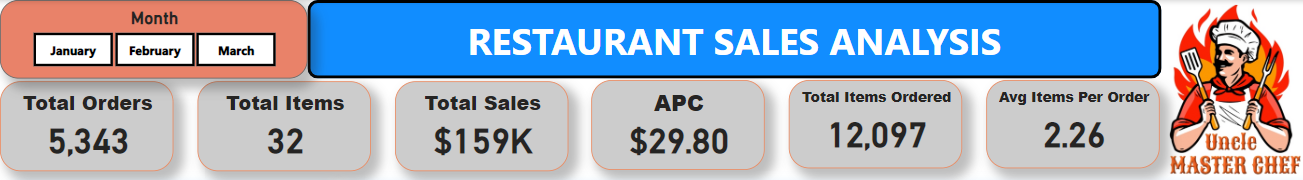 Month
January February March
RESTAURANT SALES ANALYSIS
Total Orders
5,343
Total Items
32
Total Sales
$159K
APC
$29.80
Total Items Ordered
12,097
Avg Items Per Order
2.26
Uncle
MASTER CHEF